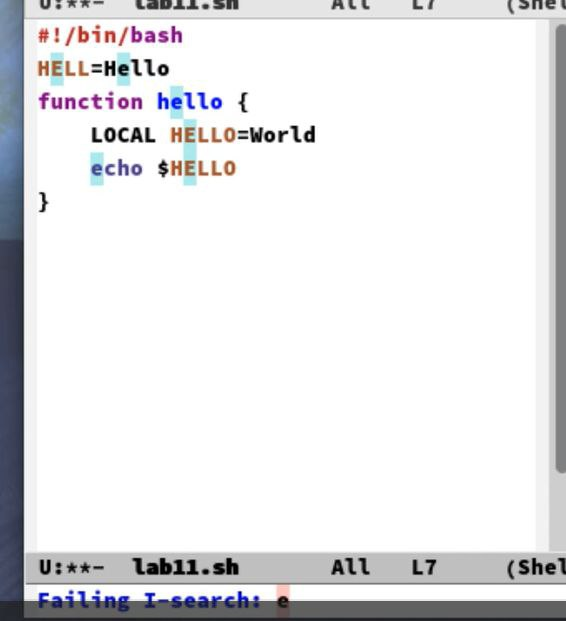 U:**- lab11.sh All L7 (Shel
#!/bin/bash
HELL=Hello
function hello {
    LOCAL HELLO=World
    echo $HELLO
}
U:**- lab11.sh All L7 (Shel
Failing I-search: e